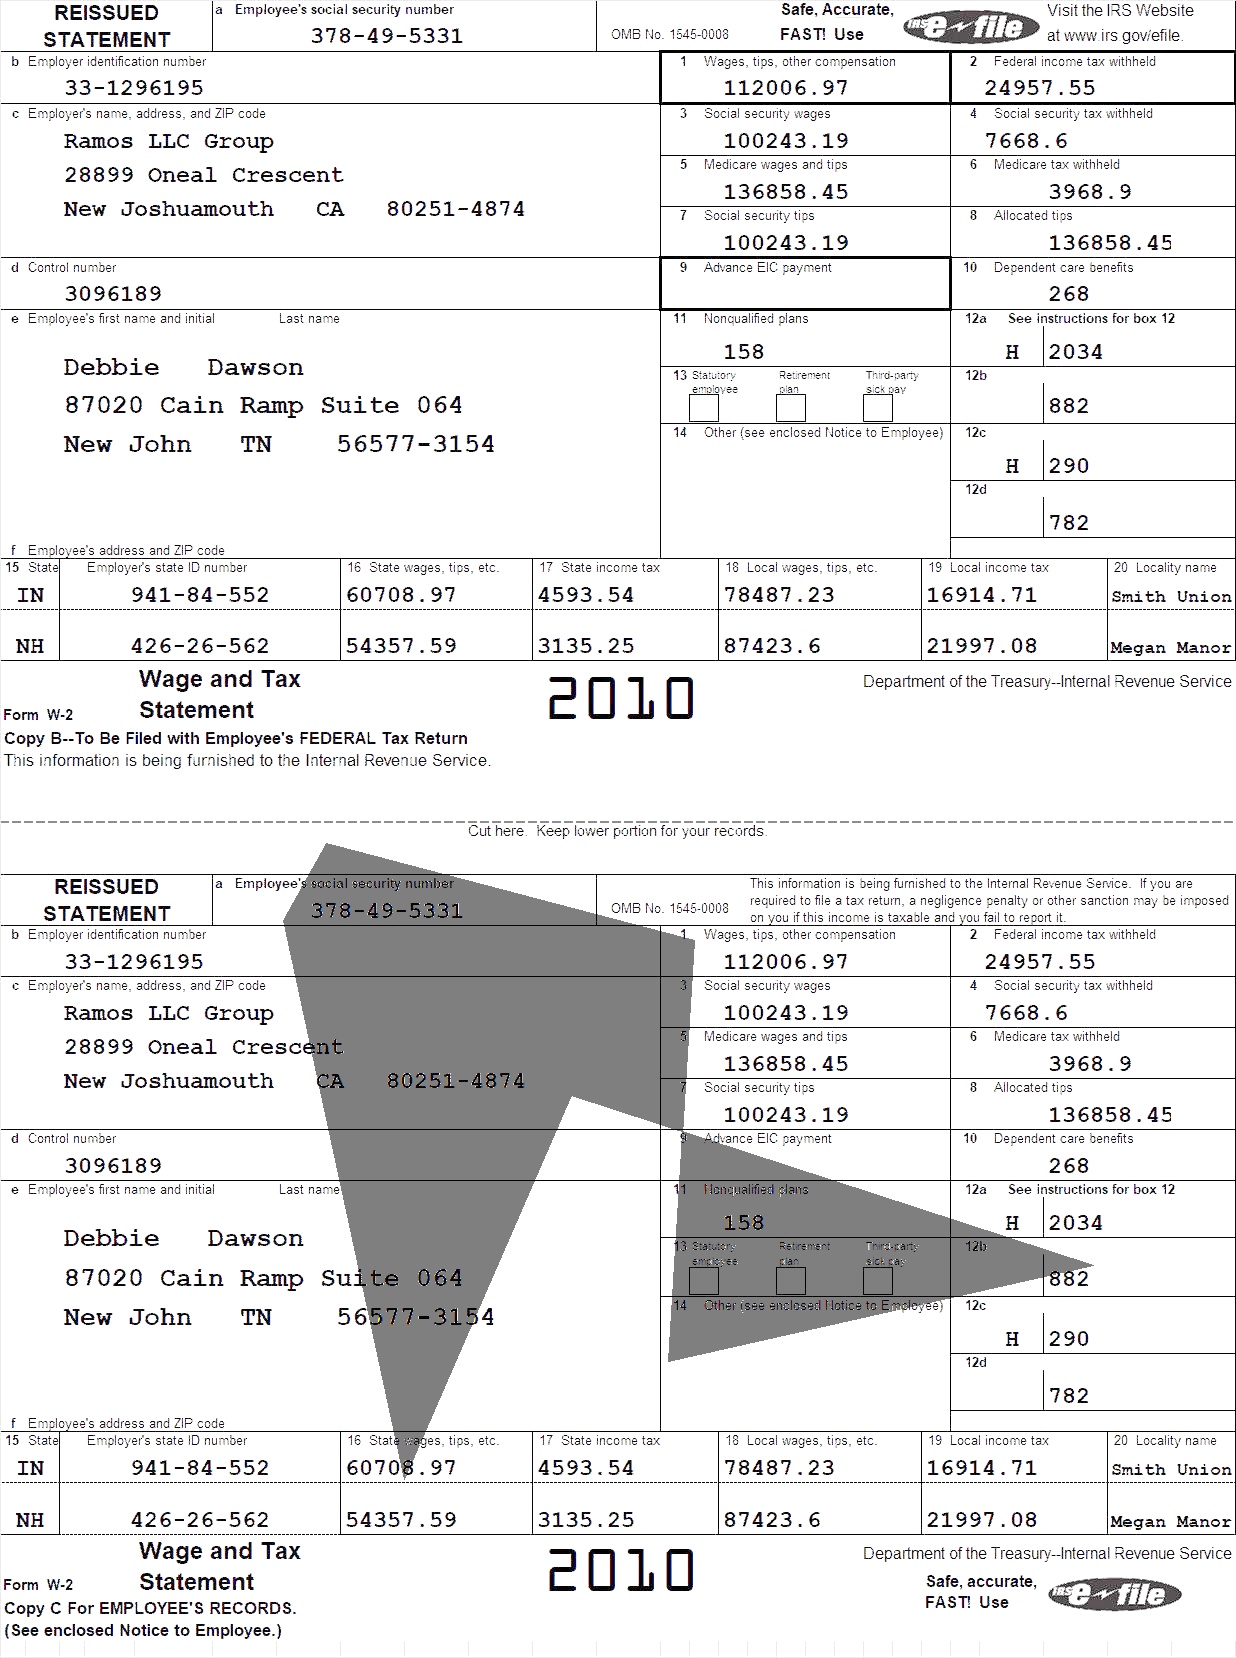 REISSUED STATEMENT
a Employee's social security number
378-49-5331
OMB No. 1545-0008
Safe, Accurate, FAST! Use
IRS e-file
Visit the IRS Website at www.irs.gov/efile.
b Employer identification number
33-1296195
1 Wages, tips, other compensation
112006.97
2 Federal income tax withheld
24957.55
c Employer's name, address, and ZIP code
Ramos LLC Group
28899 Oneal Crescent
New Joshuamouth CA 80251-4874
3 Social security wages
100243.19
4 Social security tax withheld
7668.6
5 Medicare wages and tips
136858.45
6 Medicare tax withheld
3968.9
7 Social security tips
100243.19
8 Allocated tips
136858.45
d Control number
3096189
9 Advance EIC payment
10 Dependent care benefits
268
e Employee's first name and initial Last name
Debbie Dawson
87020 Cain Ramp Suite 064
New John TN 56577-3154
11 Nonqualified plans
158
12a See instructions for box 12
H 2034
13 Statutory employee Retirement plan Third-party sick pay
12b
882
14 Other (see enclosed Notice to Employee)
12c
H 290
12d
782
f Employee's address and ZIP code
15 State Employer's state ID number 16 State wages, tips, etc. 17 State income tax 18 Local wages, tips, etc. 19 Local income tax 20 Locality name
IN 941-84-552 60708.97 4593.54 78487.23 16914.71 Smith Union
NH 426-26-562 54357.59 3135.25 87423.6 21997.08 Megan Manor
Form W-2 Wage and Tax Statement
2010
Department of the Treasury--Internal Revenue Service
Copy B--To Be Filed with Employee's FEDERAL Tax Return
This information is being furnished to the Internal Revenue Service.
Cut here. Keep lower portion for your records.
REISSUED STATEMENT
a Employee's social security number
378-49-5331
OMB No. 1545-0008
This information is being furnished to the Internal Revenue Service. If you are
required to file a tax return, a negligence penalty or other sanction may be imposed
on you if this income is taxable and you fail to report it.
b Employer identification number
33-1296195
1 Wages, tips, other compensation
112006.97
2 Federal income tax withheld
24957.55
c Employer's name, address, and ZIP code
Ramos LLC Group
28899 Oneal Crescent
New Joshuamouth CA 80251-4874
3 Social security wages
100243.19
4 Social security tax withheld
7668.6
5 Medicare wages and tips
136858.45
6 Medicare tax withheld
3968.9
7 Social security tips
100243.19
8 Allocated tips
136858.45
d Control number
3096189
9 Advance EIC payment
10 Dependent care benefits
268
e Employee's first name and initial Last name
Debbie Dawson
87020 Cain Ramp Suite 064
New John TN 56577-3154
11 Nonqualified plans
158
12a See instructions for box 12
H 2034
13 Statutory employee Retirement plan Third-party sick pay
12b
882
14 Other (see enclosed Notice to Employee)
12c
H 290
12d
782
f Employee's address and ZIP code
15 State Employer's state ID number 16 State wages, tips, etc. 17 State income tax 18 Local wages, tips, etc. 19 Local income tax 20 Locality name
IN 941-84-552 60708.97 4593.54 78487.23 16914.71 Smith Union
NH 426-26-562 54357.59 3135.25 87423.6 21997.08 Megan Manor
Form W-2 Wage and Tax Statement
2010
Department of the Treasury--Internal Revenue Service
Safe, accurate, FAST! Use
IRS e-file
Copy C For EMPLOYEE'S RECORDS.
(See enclosed Notice to Employee.)